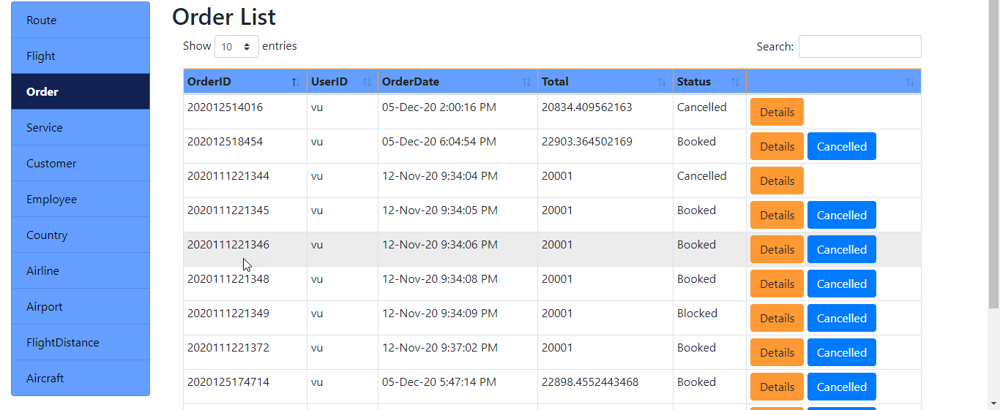 Route
Flight
Order
Service
Customer
Employee
Country
Airline
Airport
FlightDistance
Aircraft
Order List
Show 10 entries Search:
OrderID UserID OrderDate Total Status
202012514016 vu 05-Dec-20 2:00:16 PM 20834.409562163 Cancelled Details
202012518454 vu 05-Dec-20 6:04:54 PM 22903.364502169 Booked Details Cancelled
2020111221344 vu 12-Nov-20 9:34:04 PM 20001 Cancelled Details
2020111221345 vu 12-Nov-20 9:34:05 PM 20001 Booked Details Cancelled
2020111221346 vu 12-Nov-20 9:34:06 PM 20001 Booked Details Cancelled
2020111221348 vu 12-Nov-20 9:34:08 PM 20001 Booked Details Cancelled
2020111221349 vu 12-Nov-20 9:34:09 PM 20001 Blocked Details Cancelled
2020111221372 vu 12-Nov-20 9:37:02 PM 20001 Booked Details Cancelled
2020125174714 vu 05-Dec-20 5:47:14 PM 22898.4552443468 Booked Details Cancelled